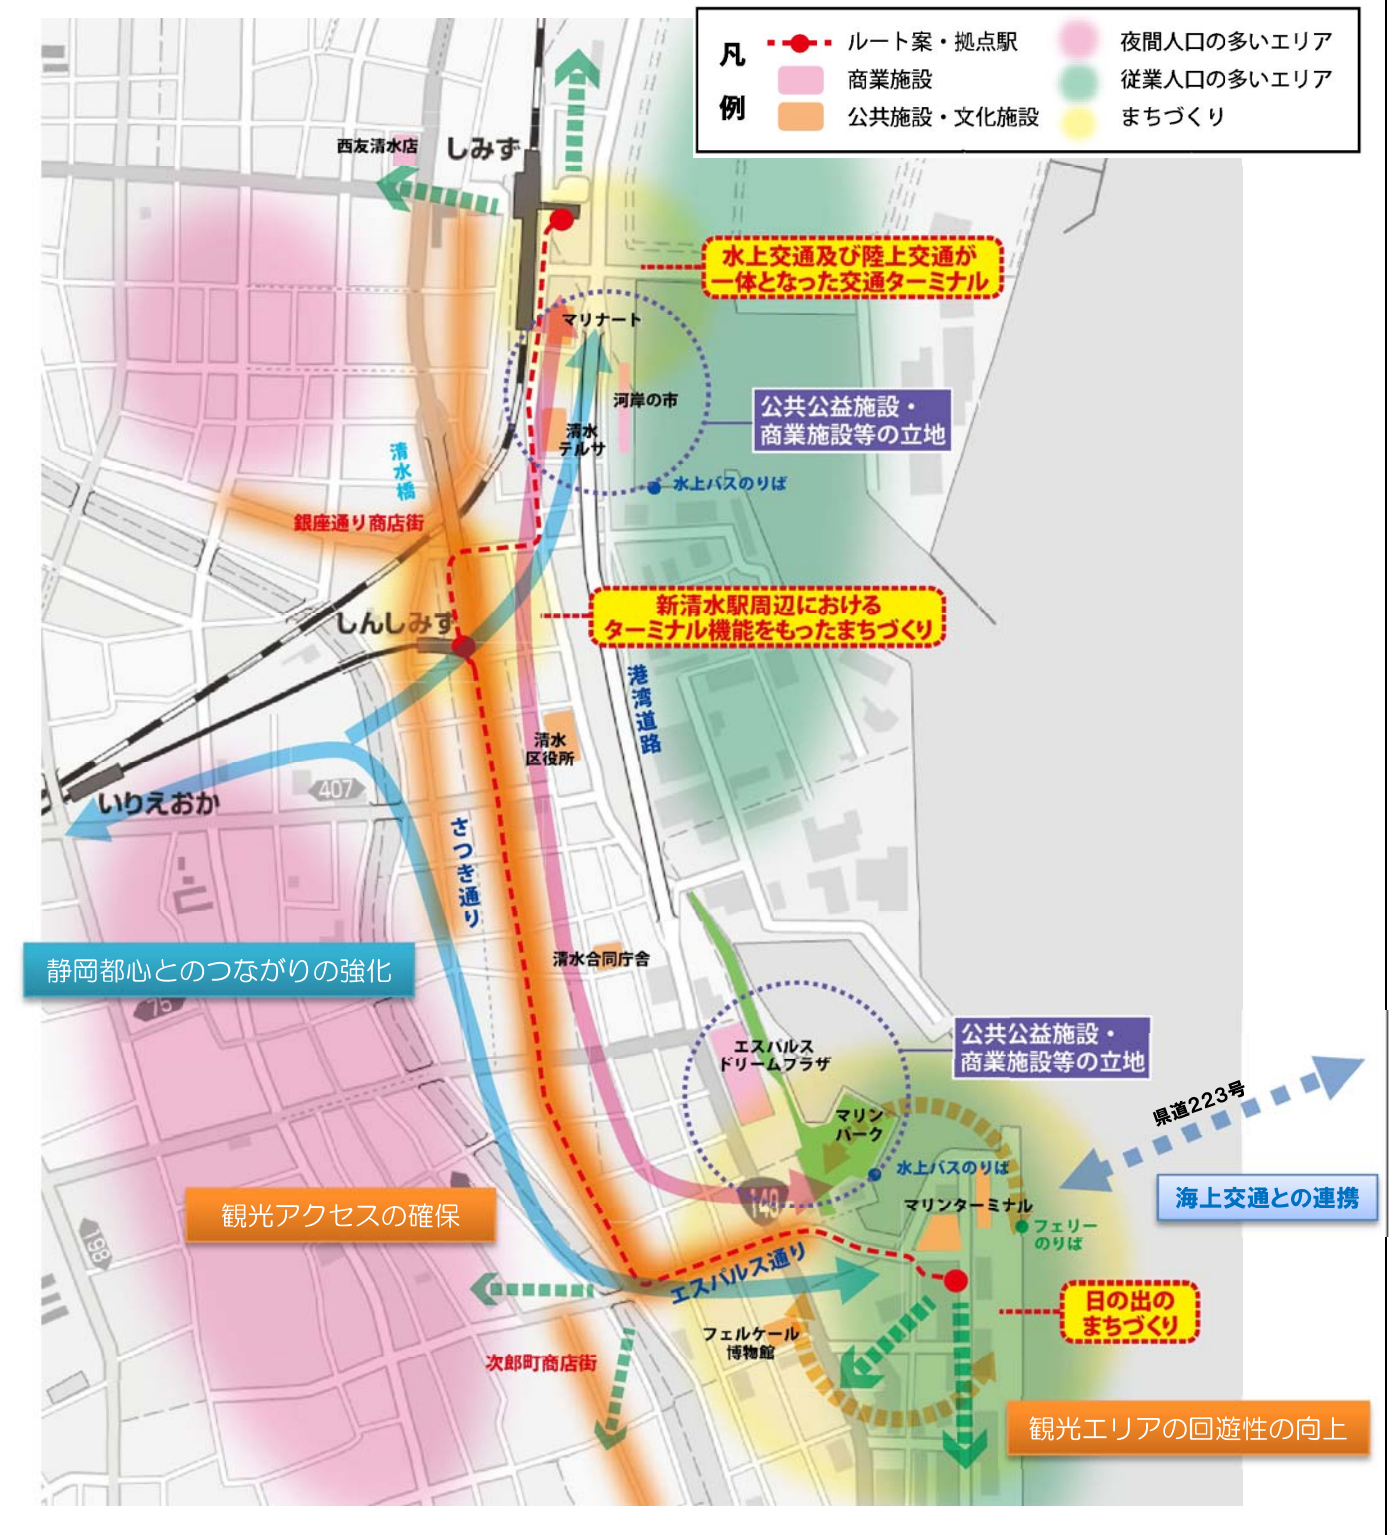 凡
例
ルート案・拠点駅
商業施設
公共施設・文化施設
夜間人口の多いエリア
従業人口の多いエリア
まちづくり
西友清水店
しみず
水上交通及び陸上交通が
一体となった交通ターミナル
マリナート
河岸の市
清水
テルサ
公共公益施設・
商業施設等の立地
水上バスのりば
清水橋
銀座通り商店街
しんしみず
新清水駅周辺における
ターミナル機能をもったまちづくり
港湾道路
清水
区役所
いりえおか
407
さつき通り
静岡都心とのつながりの強化
清水合同庁舎
75
エスパルス
ドリームプラザ
公共公益施設・
商業施設等の立地
県道223号
マリン
パーク
水上バスのりば
海上交通との連携
観光アクセスの確保
149
マリンターミナル
フェリー
のりば
198
エスパルス通り
日の出の
まちづくり
フェルケール
博物館
次郎町商店街
観光エリアの回遊性の向上